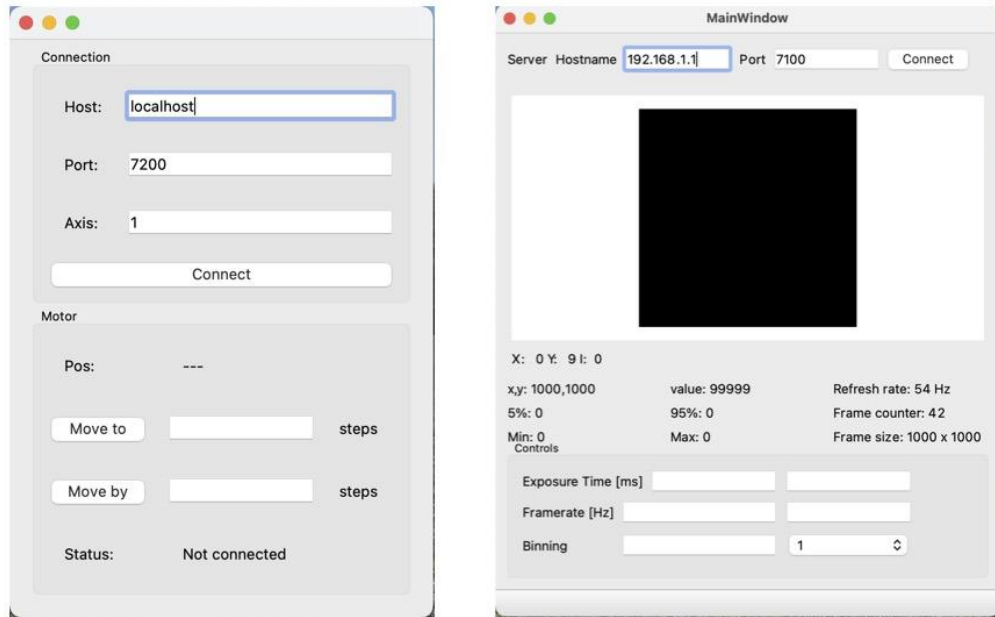 Connection
Host: localhost
Port: 7200
Axis: 1
Connect
Motor
Pos: ---
Move to steps
Move by steps
Status: Not connected
MainWindow
Server Hostname 192.168.1.1 Port 7100 Connect
X: 0 Y: 9 I: 0
x,y: 1000,1000 value: 99999 Refresh rate: 54 Hz
5%: 0 95%: 0 Frame counter: 42
Min: 0 Max: 0 Frame size: 1000 x 1000
Controls
Exposure Time [ms]
Framerate [Hz]
Binning 1